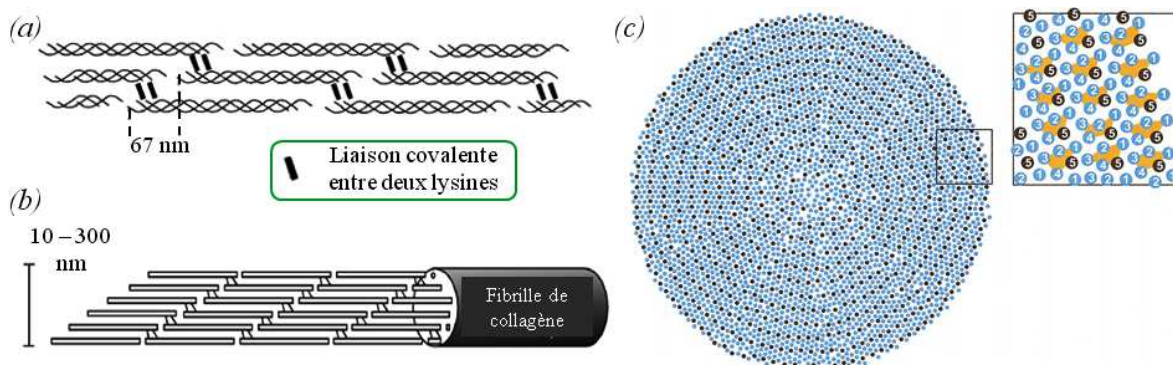 (a)
67 nm
Liaison covalente
entre deux lysines
(b)
10 – 300
nm
Fibrille de
collagène
(c)